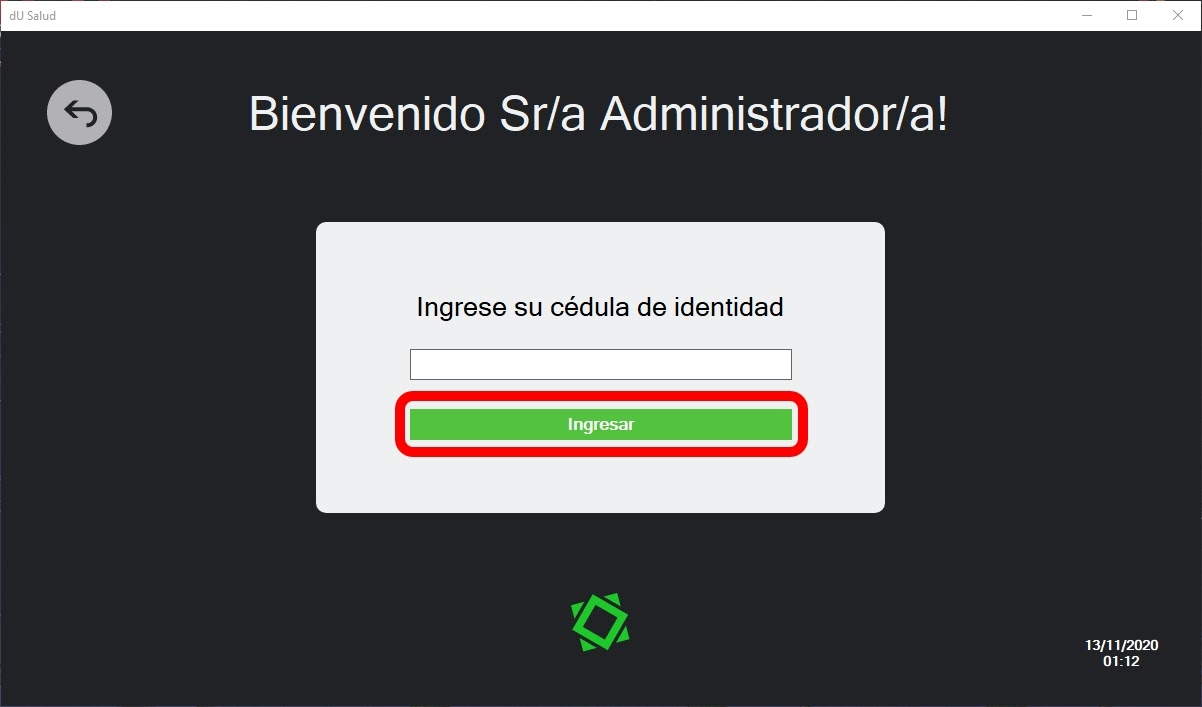 dU Salud
Bienvenido Sr/a Administrador/a!
Ingrese su cédula de identidad
Ingresar
13/11/2020
01:12